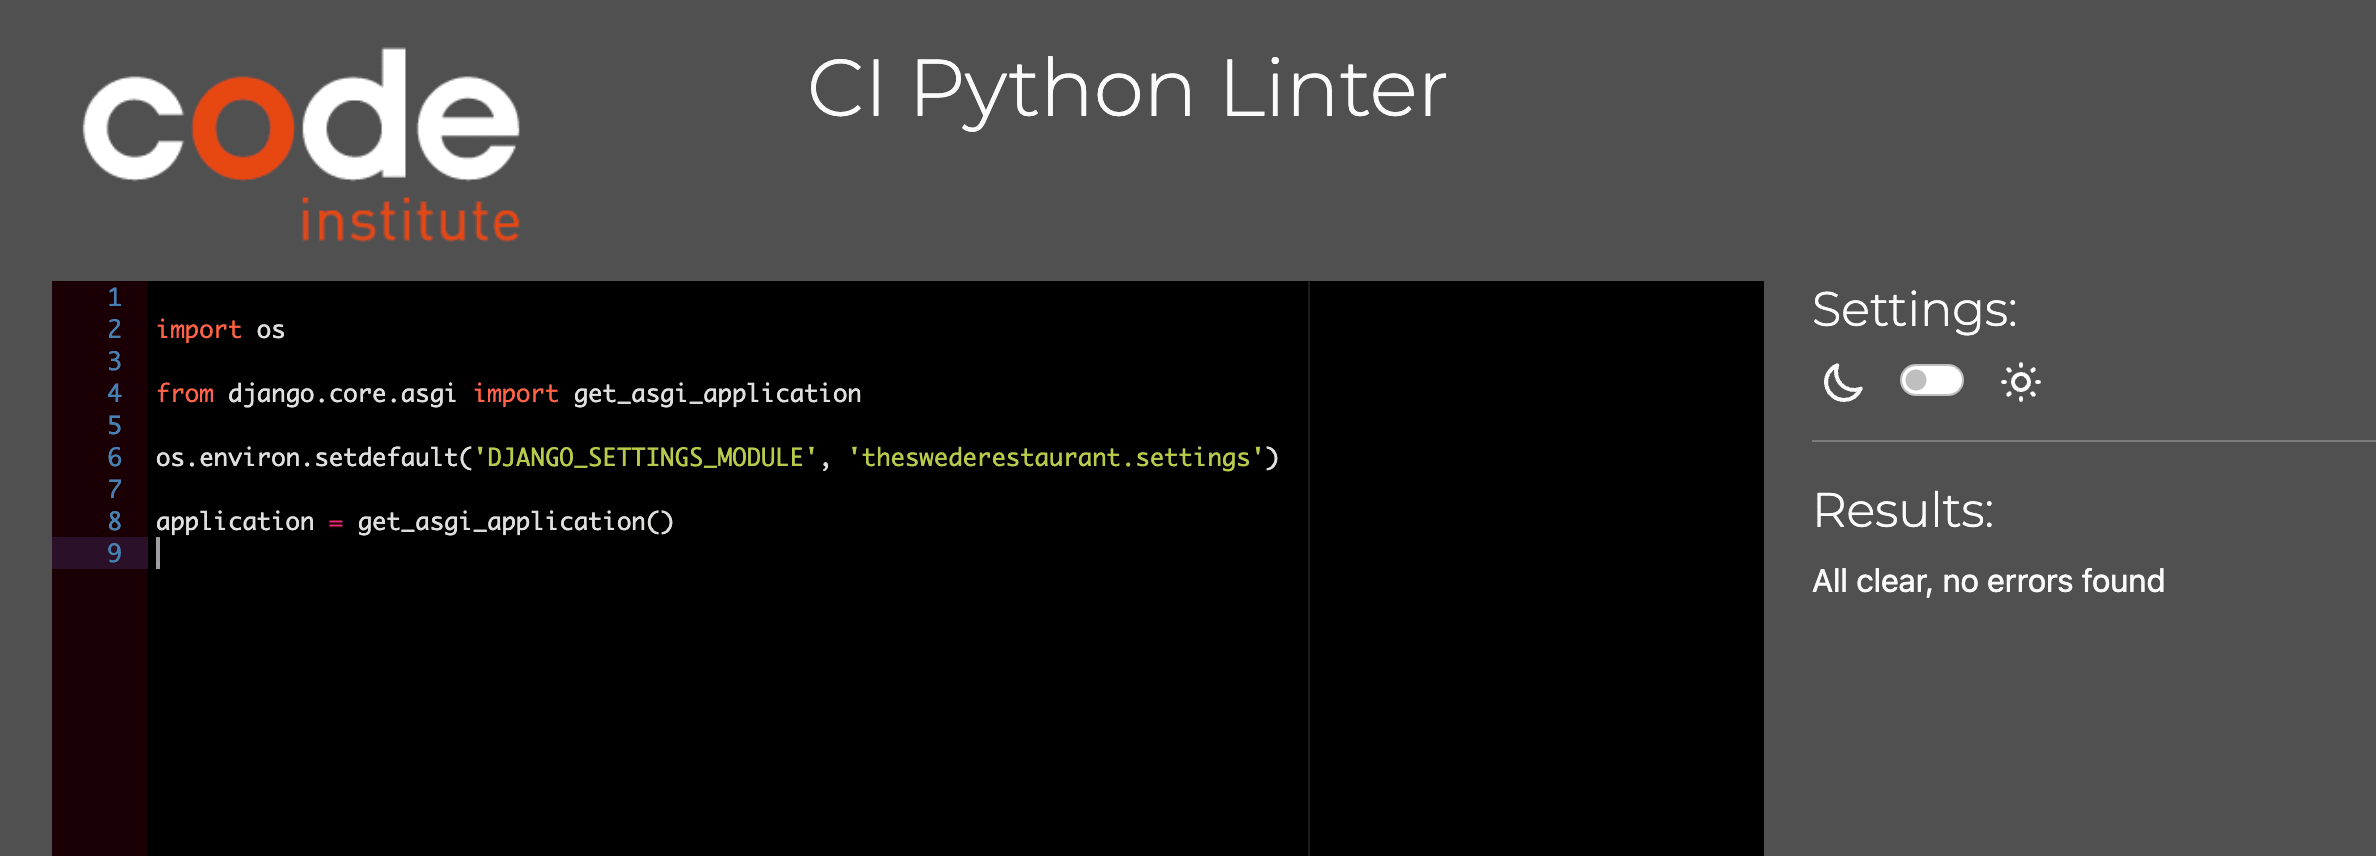 code
institute
CI Python Linter
1
2 import os
3
4 from django.core.asgi import get_asgi_application
5
6 os.environ.setdefault('DJANGO_SETTINGS_MODULE', 'theswederestaurant.settings')
7
8 application = get_asgi_application()
9
Settings:
Results:
All clear, no errors found